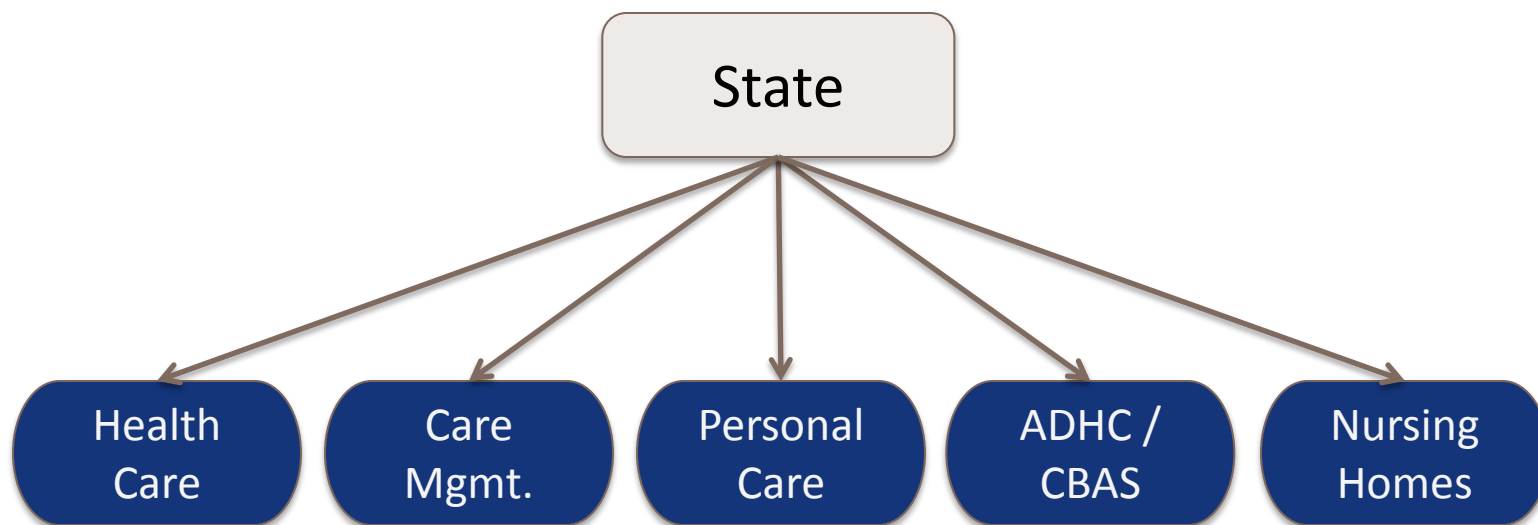 State
Health
Care
Care
Mgmt.
Personal
Care
ADHC /
CBAS
Nursing
Homes